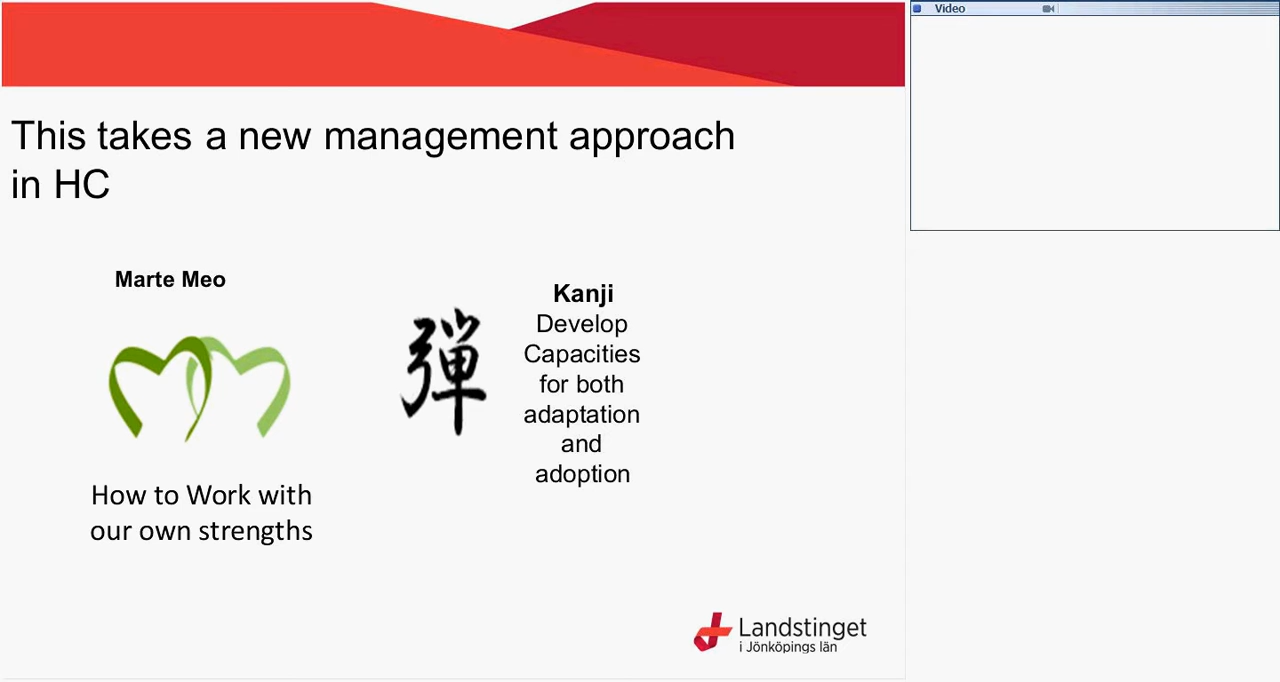 Video
This takes a new management approach
in HC
Marte Meo
How to Work with
our own strengths
彈
Kanji
Develop
Capacities
for both
adaptation
and
adoption
Landstinget
i Jönköpings län